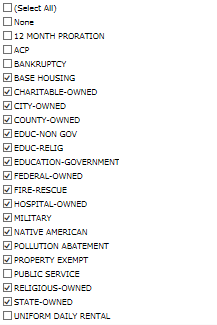 (Select All)
None
12 MONTH PRORATION
ACP
BANKRUPTCY
BASE HOUSING
CHARITABLE-OWNED
CITY-OWNED
COUNTY-OWNED
EDUC-NON GOV
EDUC-RELIG
EDUCATION-GOVERNMENT
FEDERAL-OWNED
FIRE-RESCUE
HOSPITAL-OWNED
MILITARY
NATIVE AMERICAN
POLLUTION ABATEMENT
PROPERTY EXEMPT
PUBLIC SERVICE
RELIGIOUS-OWNED
STATE-OWNED
UNIFORM DAILY RENTAL